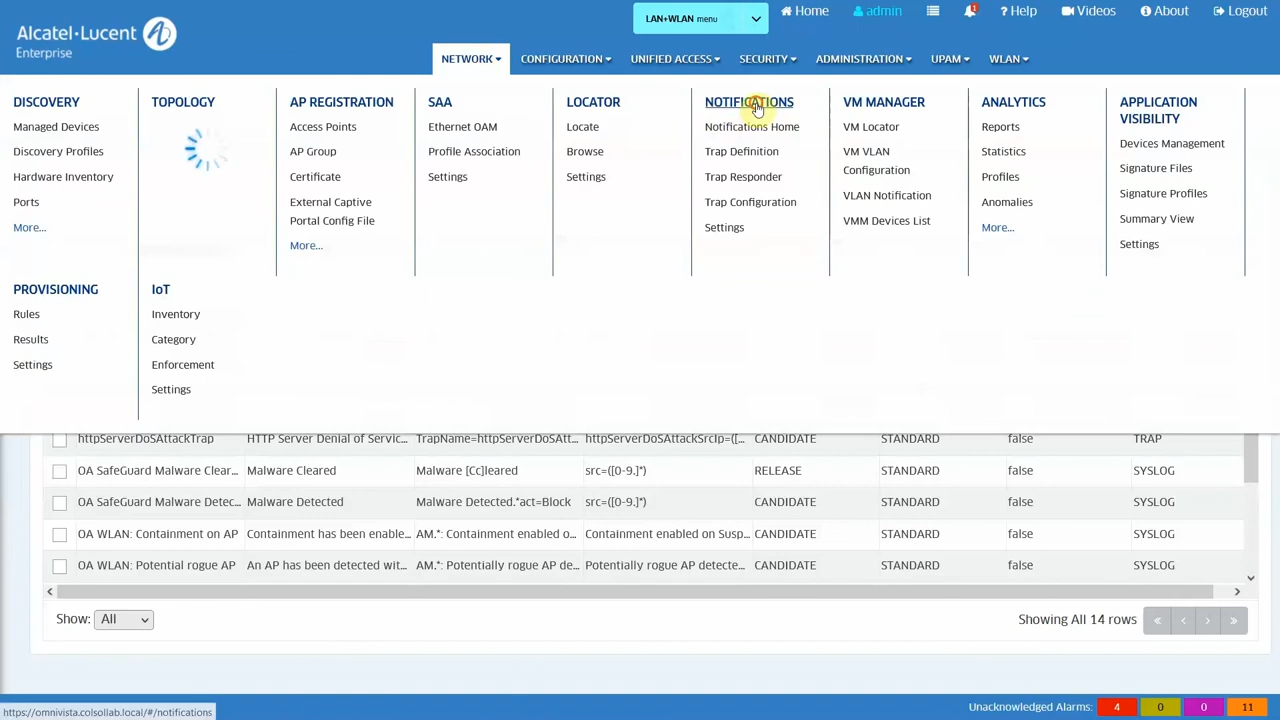 Alcatel·Lucent
Enterprise
LAN+WLAN menu
Home
admin
1
? Help
Videos
About
Logout
NETWORK
CONFIGURATION
UNIFIED ACCESS
SECURITY
ADMINISTRATION
UPAM
WLAN
DISCOVERY
Managed Devices
Discovery Profiles
Hardware Inventory
Ports
More...
TOPOLOGY
AP REGISTRATION
Access Points
AP Group
Certificate
External Captive
Portal Config File
More...
SAA
Ethernet OAM
Profile Association
Settings
LOCATOR
Locate
Browse
Settings
NOTIFICATIONS
Notifications Home
Trap Definition
Trap Responder
Trap Configuration
Settings
VM MANAGER
VM Locator
VM VLAN
Configuration
VLAN Notification
VMM Devices List
ANALYTICS
Reports
Statistics
Profiles
Anomalies
More...
APPLICATION
VISIBILITY
Devices Management
Signature Files
Signature Profiles
Summary View
Settings
PROVISIONING
Rules
Results
Settings
IoT
Inventory
Category
Enforcement
Settings
httpServerDoSAttackTrap HTTP Server Denial of Servic... TrapName=httpServerDoSAtt... httpServerDoSAttackSrcIp=([... CANDIDATE STANDARD false TRAP
OA SafeGuard Malware Clear... Malware Cleared Malware [Cc]leared src=([0-9.]*) RELEASE STANDARD false SYSLOG
OA SafeGuard Malware Detec... Malware Detected Malware Detected.*act=Block src=([0-9.]*) CANDIDATE STANDARD false SYSLOG
OA WLAN: Containment on AP Containment has been enable... AM.*: Containment enabled o... Containment enabled on Susp... CANDIDATE STANDARD false SYSLOG
OA WLAN: Potential rogue AP An AP has been detected wit... AM.*: Potentially rogue AP de... Potentially rogue AP detecte... CANDIDATE STANDARD false SYSLOG
Show: All
Showing All 14 rows « ‹ › »
https://omnivista.colsollab.local/#/notifications
Unacknowledged Alarms: 4 0 0 11